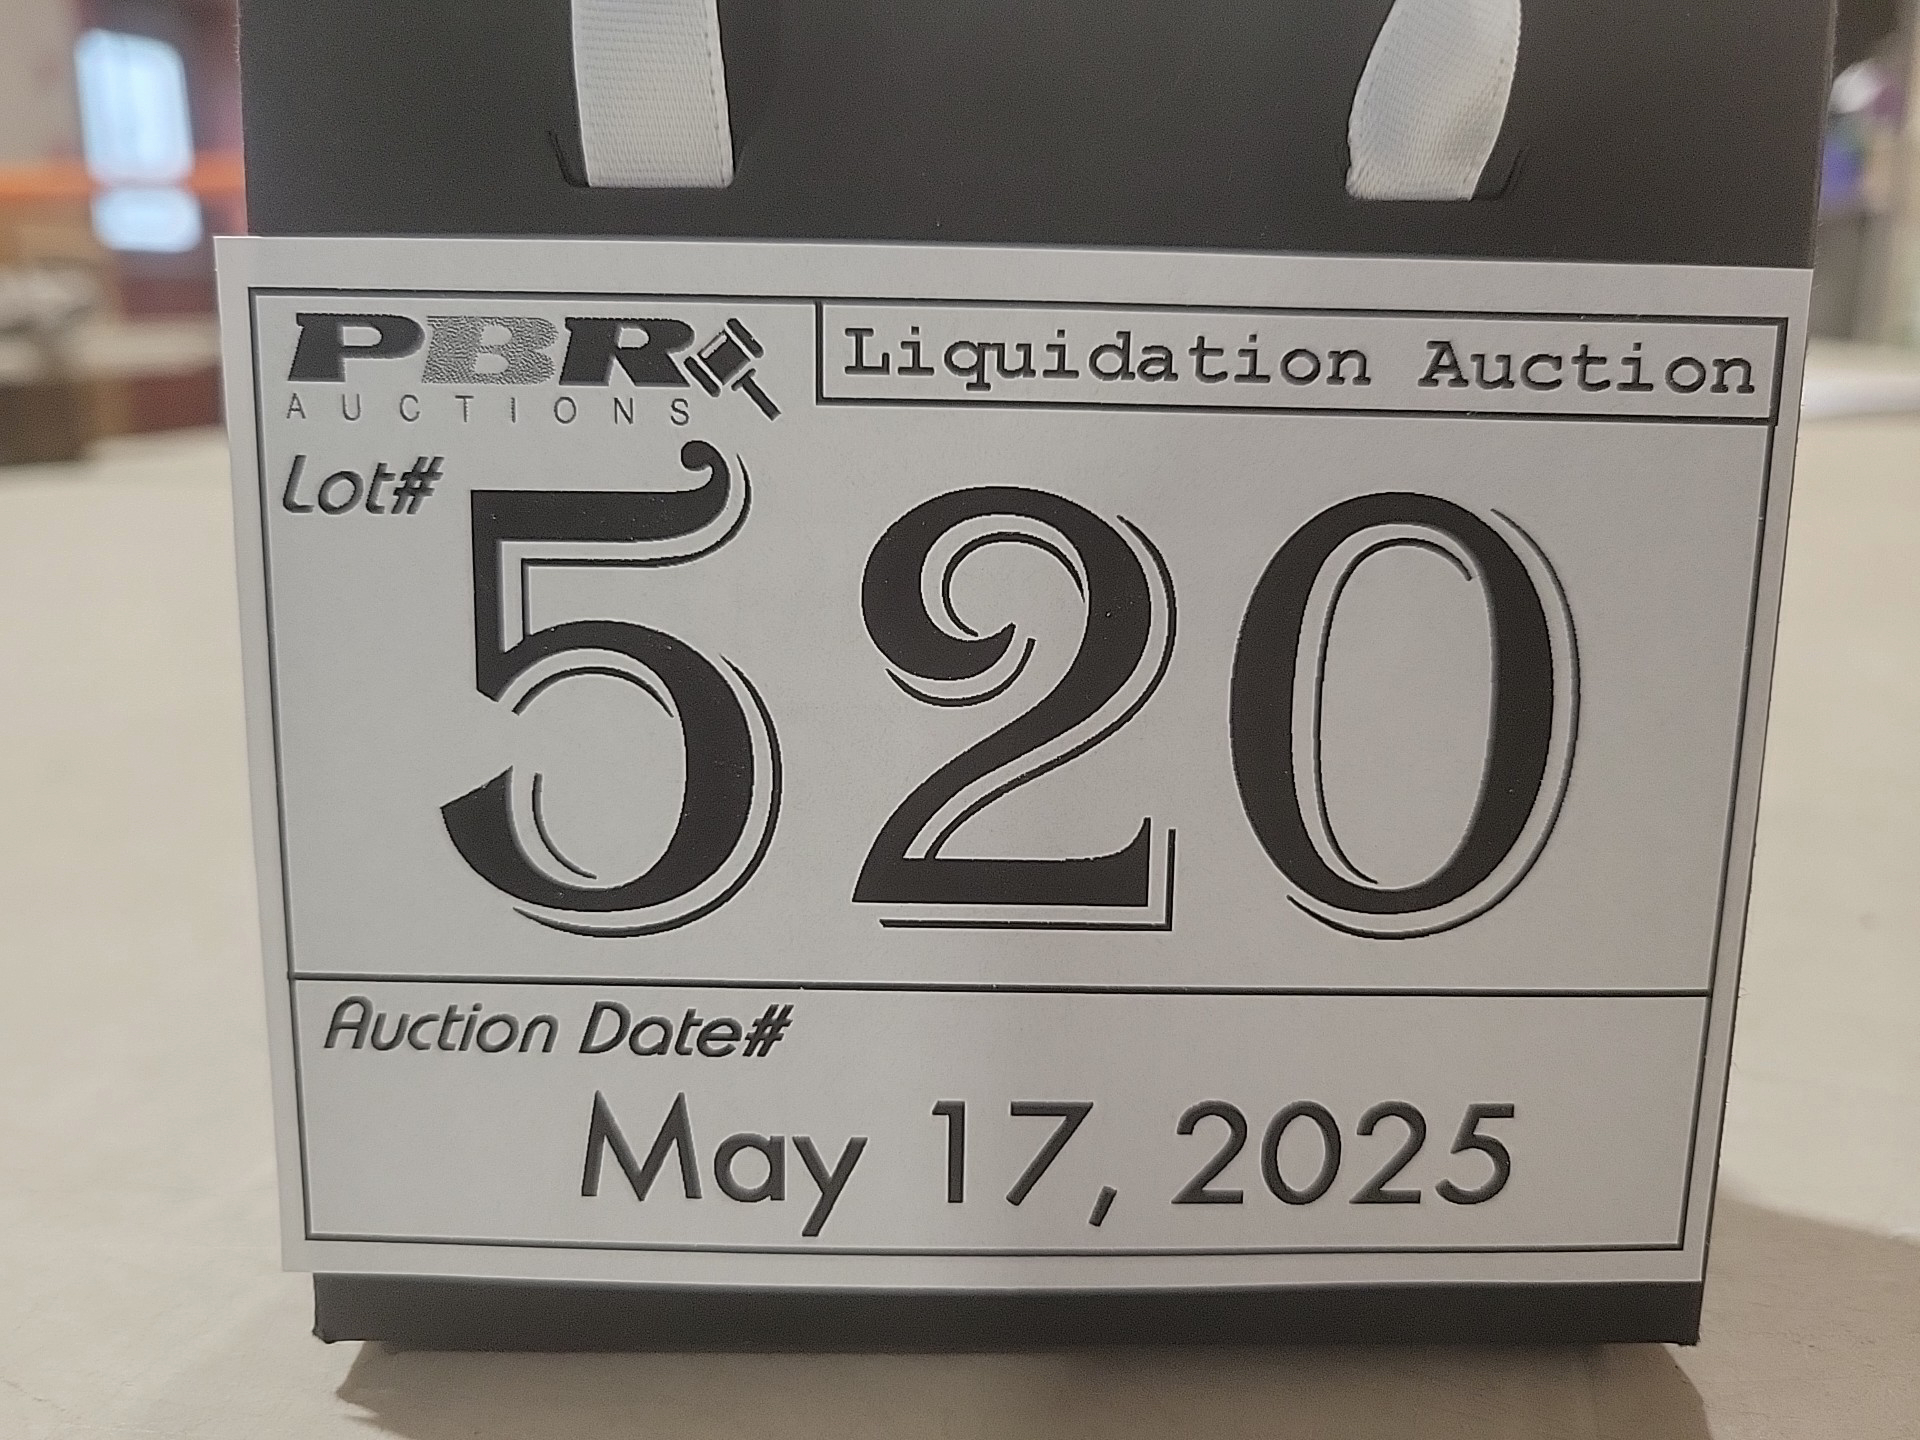 PBR
AUCTIONS
Liquidation Auction
Lot#
520
Auction Date#
May 17, 2025